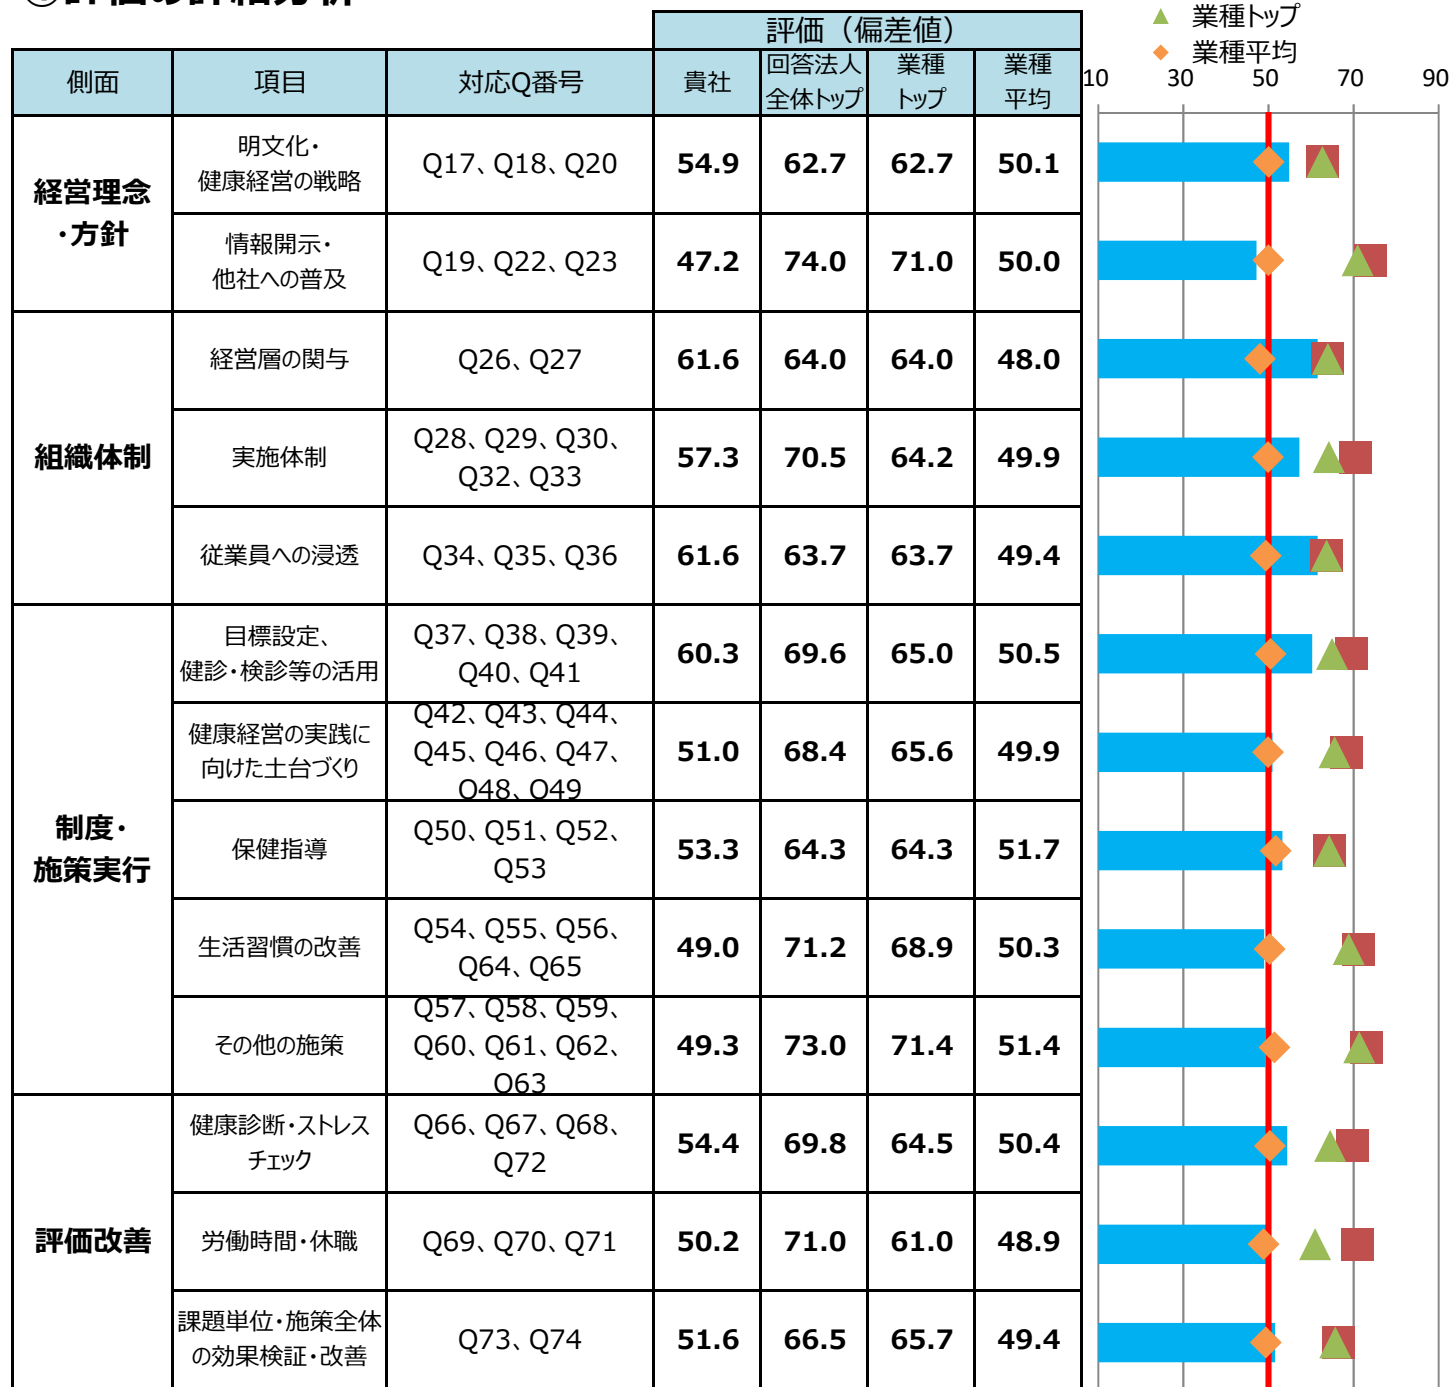 評価（偏差値）
▲ 業種トップ
◆ 業種平均
側面 項目 対応Q番号 貴社 回答法人 業種 業種
全体トップ トップ 平均
10 30 50 70 90
経営理念
・方針
明文化・
健康経営の戦略
Q17、Q18、Q20 54.9 62.7 62.7 50.1
情報開示・
他社への普及
Q19、Q22、Q23 47.2 74.0 71.0 50.0
組織体制
経営層の関与 Q26、Q27 61.6 64.0 64.0 48.0
実施体制
Q28、Q29、Q30、
Q32、Q33
57.3 70.5 64.2 49.9
従業員への浸透 Q34、Q35、Q36 61.6 63.7 63.7 49.4
制度・
施策実行
目標設定、
健診・検診等の活用
Q37、Q38、Q39、
Q40、Q41
60.3 69.6 65.0 50.5
健康経営の実践に
向けた土台づくり
Q42、Q43、Q44、
Q45、Q46、Q47、
Q48、Q49
51.0 68.4 65.6 49.9
保健指導
Q50、Q51、Q52、
Q53
53.3 64.3 64.3 51.7
生活習慣の改善
Q54、Q55、Q56、
Q64、Q65
49.0 71.2 68.9 50.3
その他の施策
Q57、Q58、Q59、
Q60、Q61、Q62、
Q63
49.3 73.0 71.4 51.4
評価改善
健康診断・ストレス
チェック
Q66、Q67、Q68、
Q72
54.4 69.8 64.5 50.4
労働時間・休職 Q69、Q70、Q71 50.2 71.0 61.0 48.9
課題単位・施策全体
の効果検証・改善
Q73、Q74 51.6 66.5 65.7 49.4